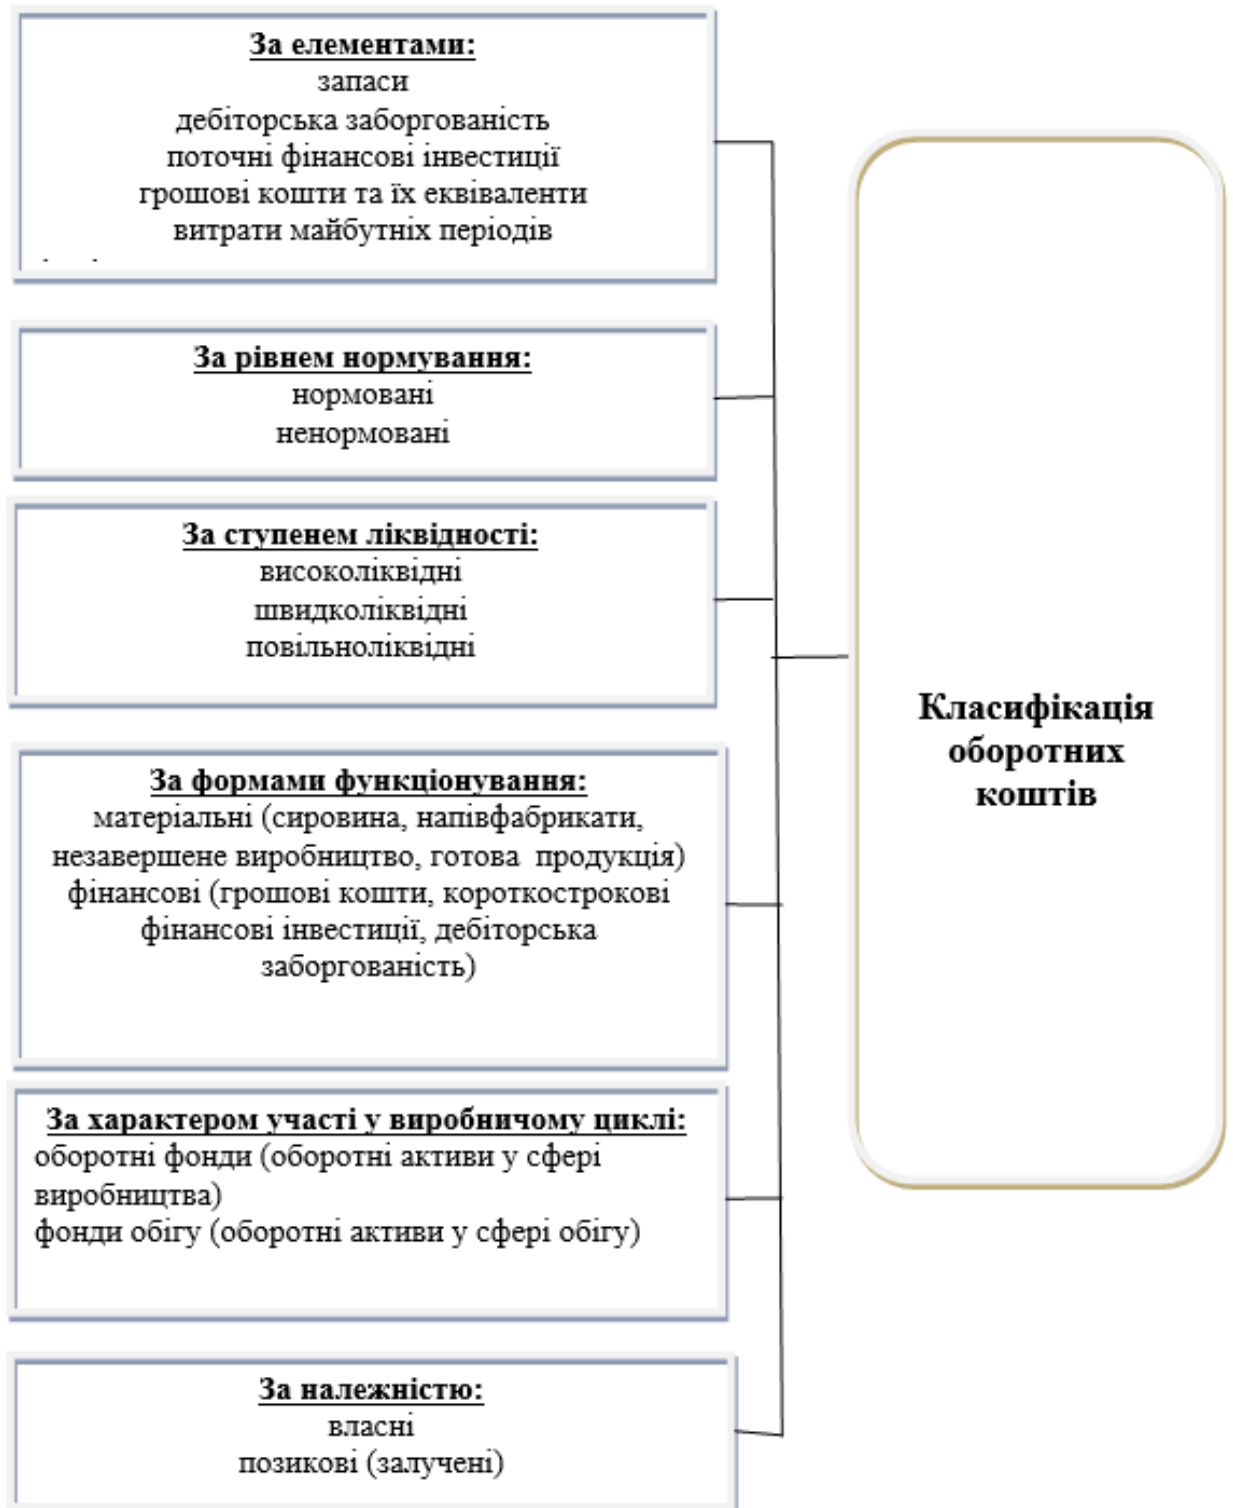 За елементами:
запаси
дебіторська заборгованість
поточні фінансові інвестиції
грошові кошти та їх еквіваленти
витрати майбутніх періодів
За рівнем нормування:
нормовані
ненормовані
За ступенем ліквідності:
високоліквідні
швидколіквідні
повільноліквідні
За формами функціонування:
матеріальні (сировина, напівфабрикати,
незавершене виробництво, готова продукція)
фінансові (грошові кошти, короткострокові
фінансові інвестиції, дебіторська
заборгованість)
За характером участі у виробничому циклі:
оборотні фонди (оборотні активи у сфері
виробництва)
фонди обігу (оборотні активи у сфері обігу)
За належністю:
власні
позикові (залучені)
Класифікація
оборотних
коштів